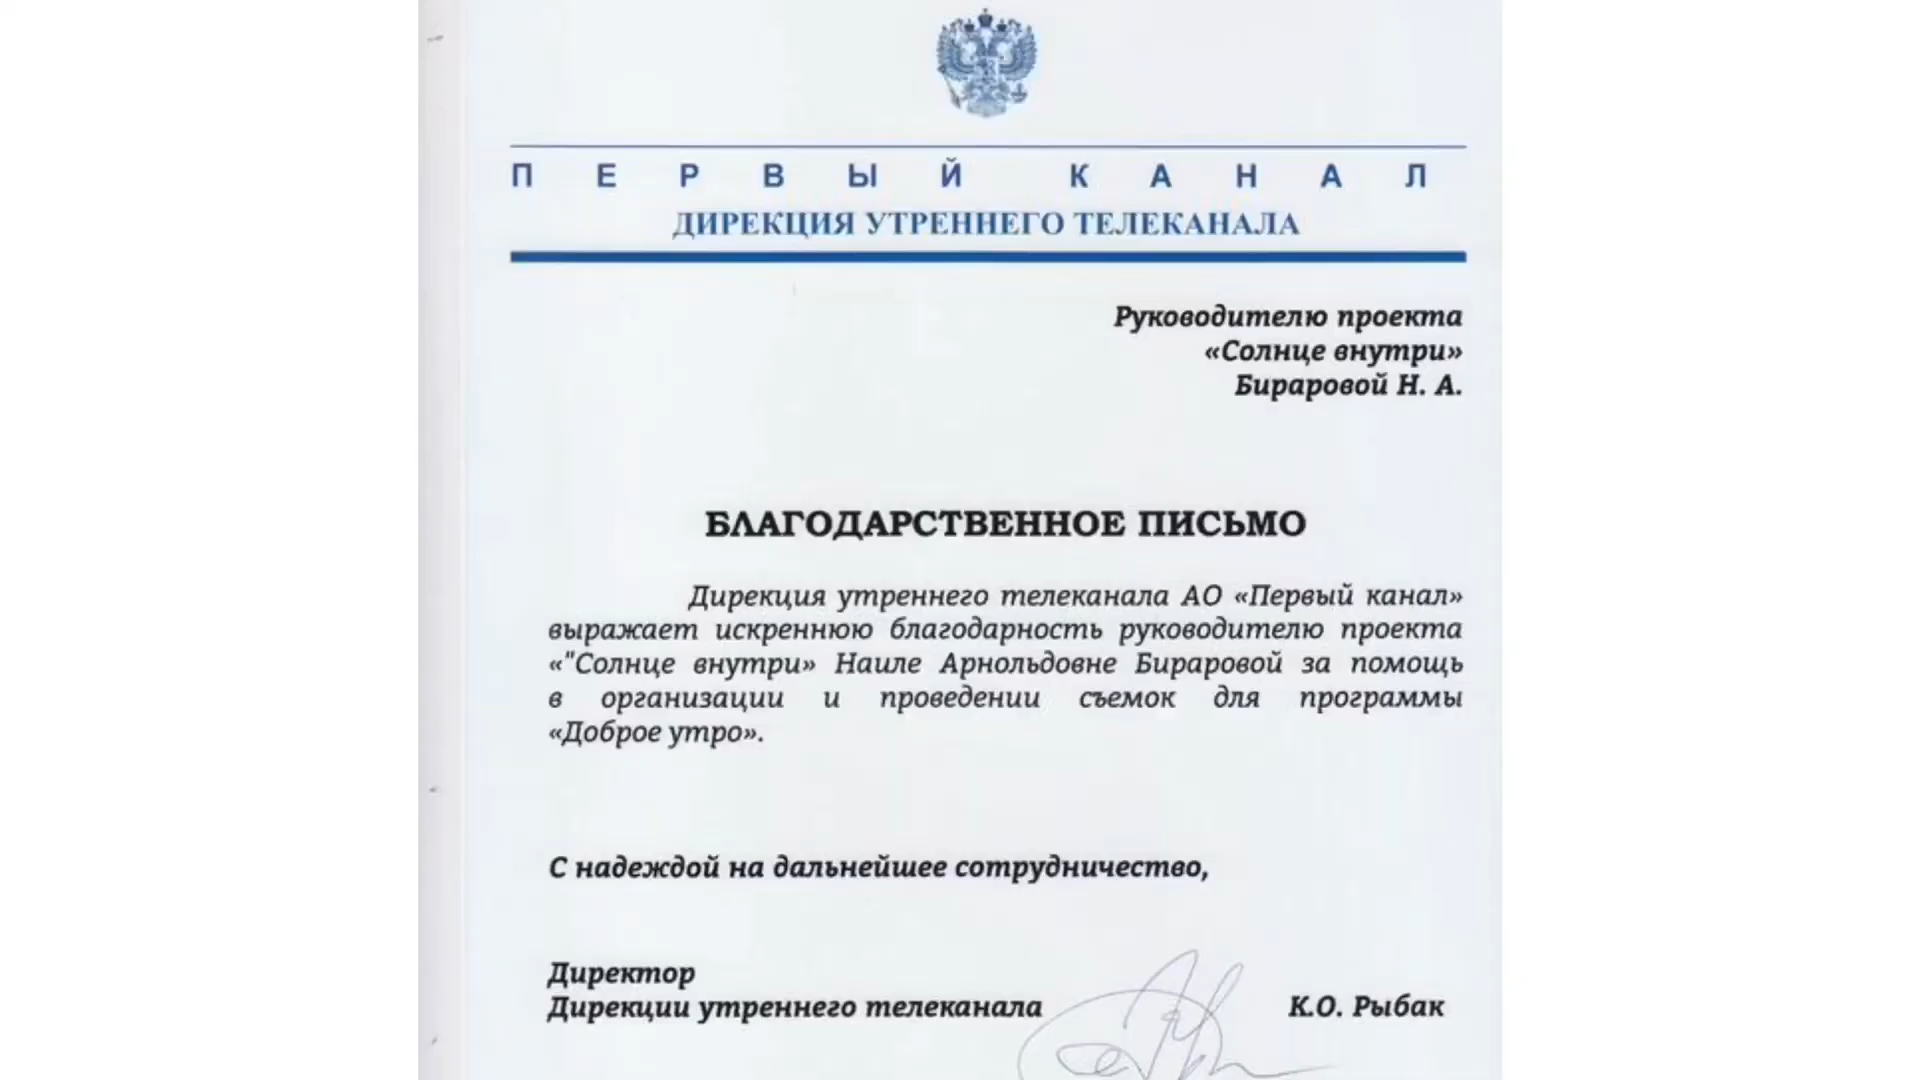 ПЕРВЫЙ КАНАЛ
ДИРЕКЦИЯ УТРЕННЕГО ТЕЛЕКАНАЛА
Руководителю проекта
«Солнце внутри»
Бираровой Н. А.
БЛАГОДАРСТВЕННОЕ ПИСЬМО
Дирекция утреннего телеканала АО «Первый канал»
выражает искреннюю благодарность руководителю проекта
«"Солнце внутри» Наиле Арнольдовне Бираровой за помощь
в организации и проведении съемок для программы
«Доброе утро».
С надеждой на дальнейшее сотрудничество,
Директор
Дирекции утреннего телеканала К.О. Рыбак